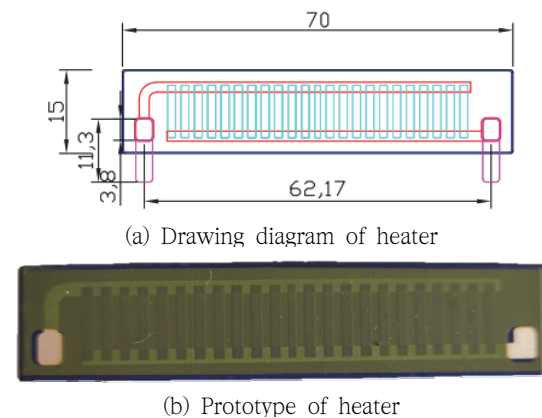 70
15
11,3
3,8
62,17
(a) Drawing diagram of heater
(b) Prototype of heater